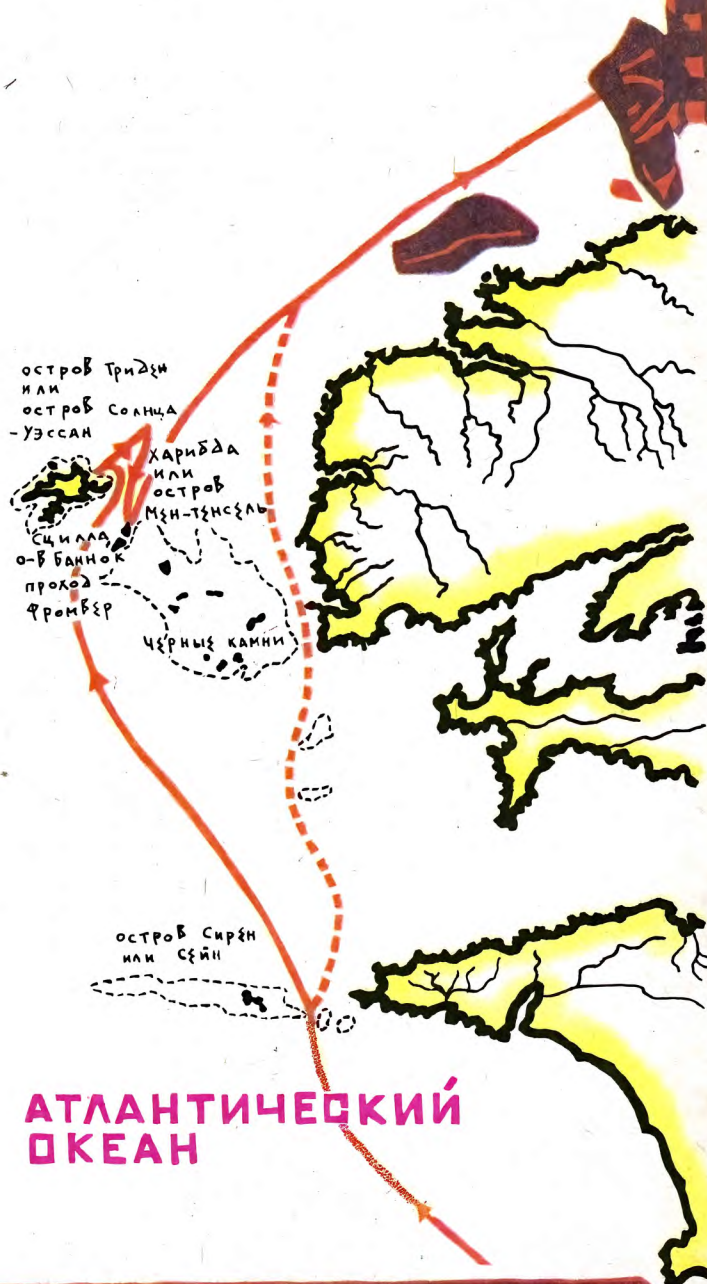 остров Триден
или
остров Солнца
-Уэссан
Харибда
или
остров
Мен-Тенсель
Сцилла
о-в Баннок
проход
Фромвер
Черные камни
остров Сирен
или Сейн
АТЛАНТИЧЕСКИЙ
ОКЕАН